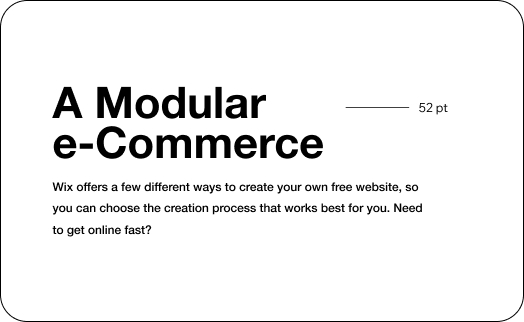 A Modular
52 pt
e-Commerce
Wix offers a few different ways to create your own free website, so
you can choose the creation process that works best for you. Need
to get online fast?